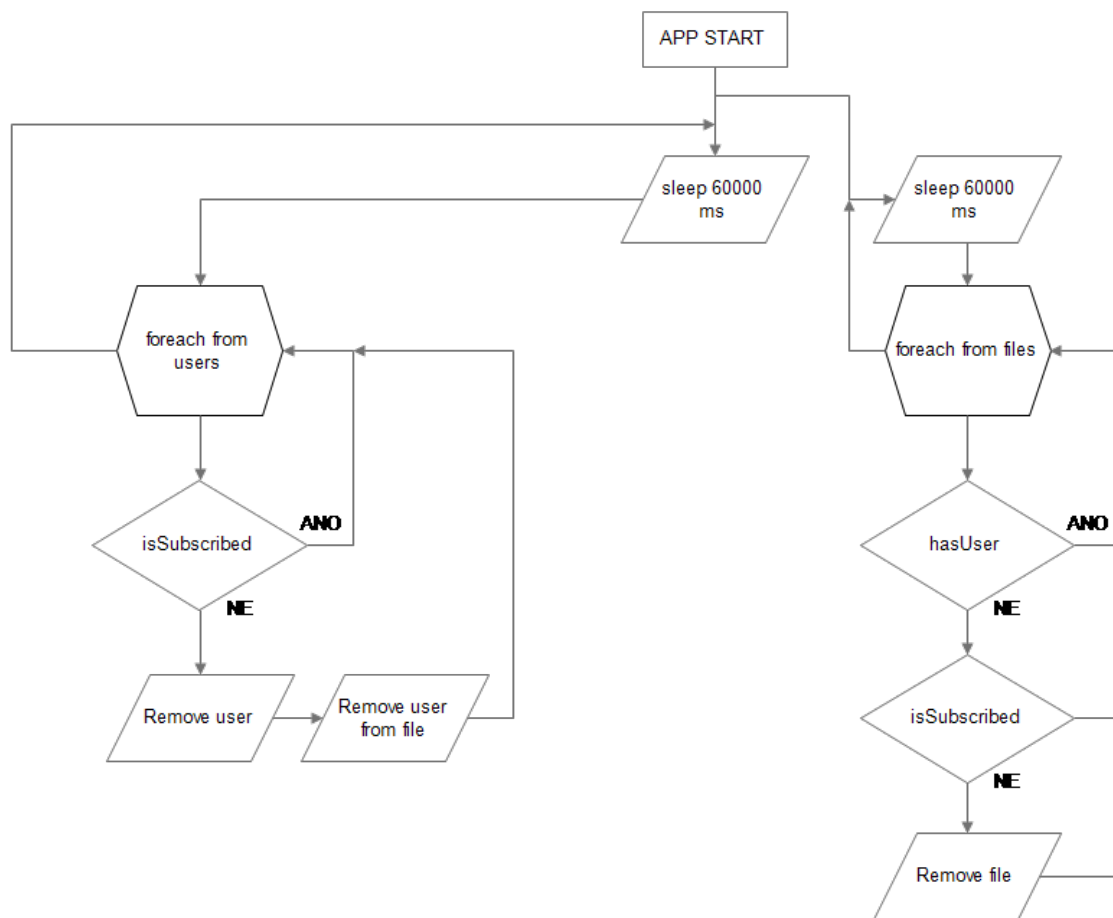 APP START
sleep 60000
ms
sleep 60000
ms
foreach from
users
foreach from files
isSubscribed
ANO
NE
hasUser
ANO
NE
Remove user
Remove user
from file
isSubscribed
NE
Remove file